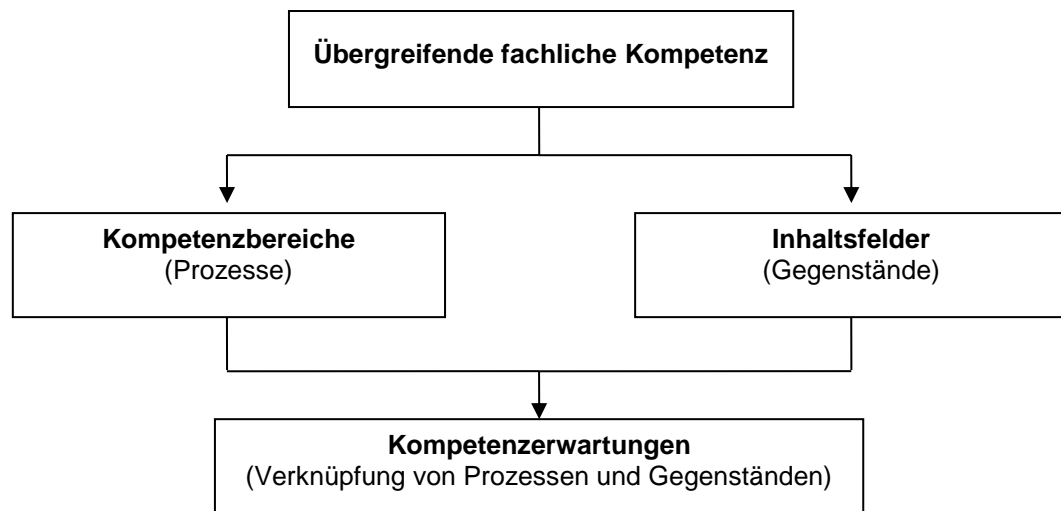 Übergreifende fachliche Kompetenz
Kompetenzbereiche
(Prozesse)
Inhaltsfelder
(Gegenstände)
Kompetenzerwartungen
(Verknüpfung von Prozessen und Gegenständen)